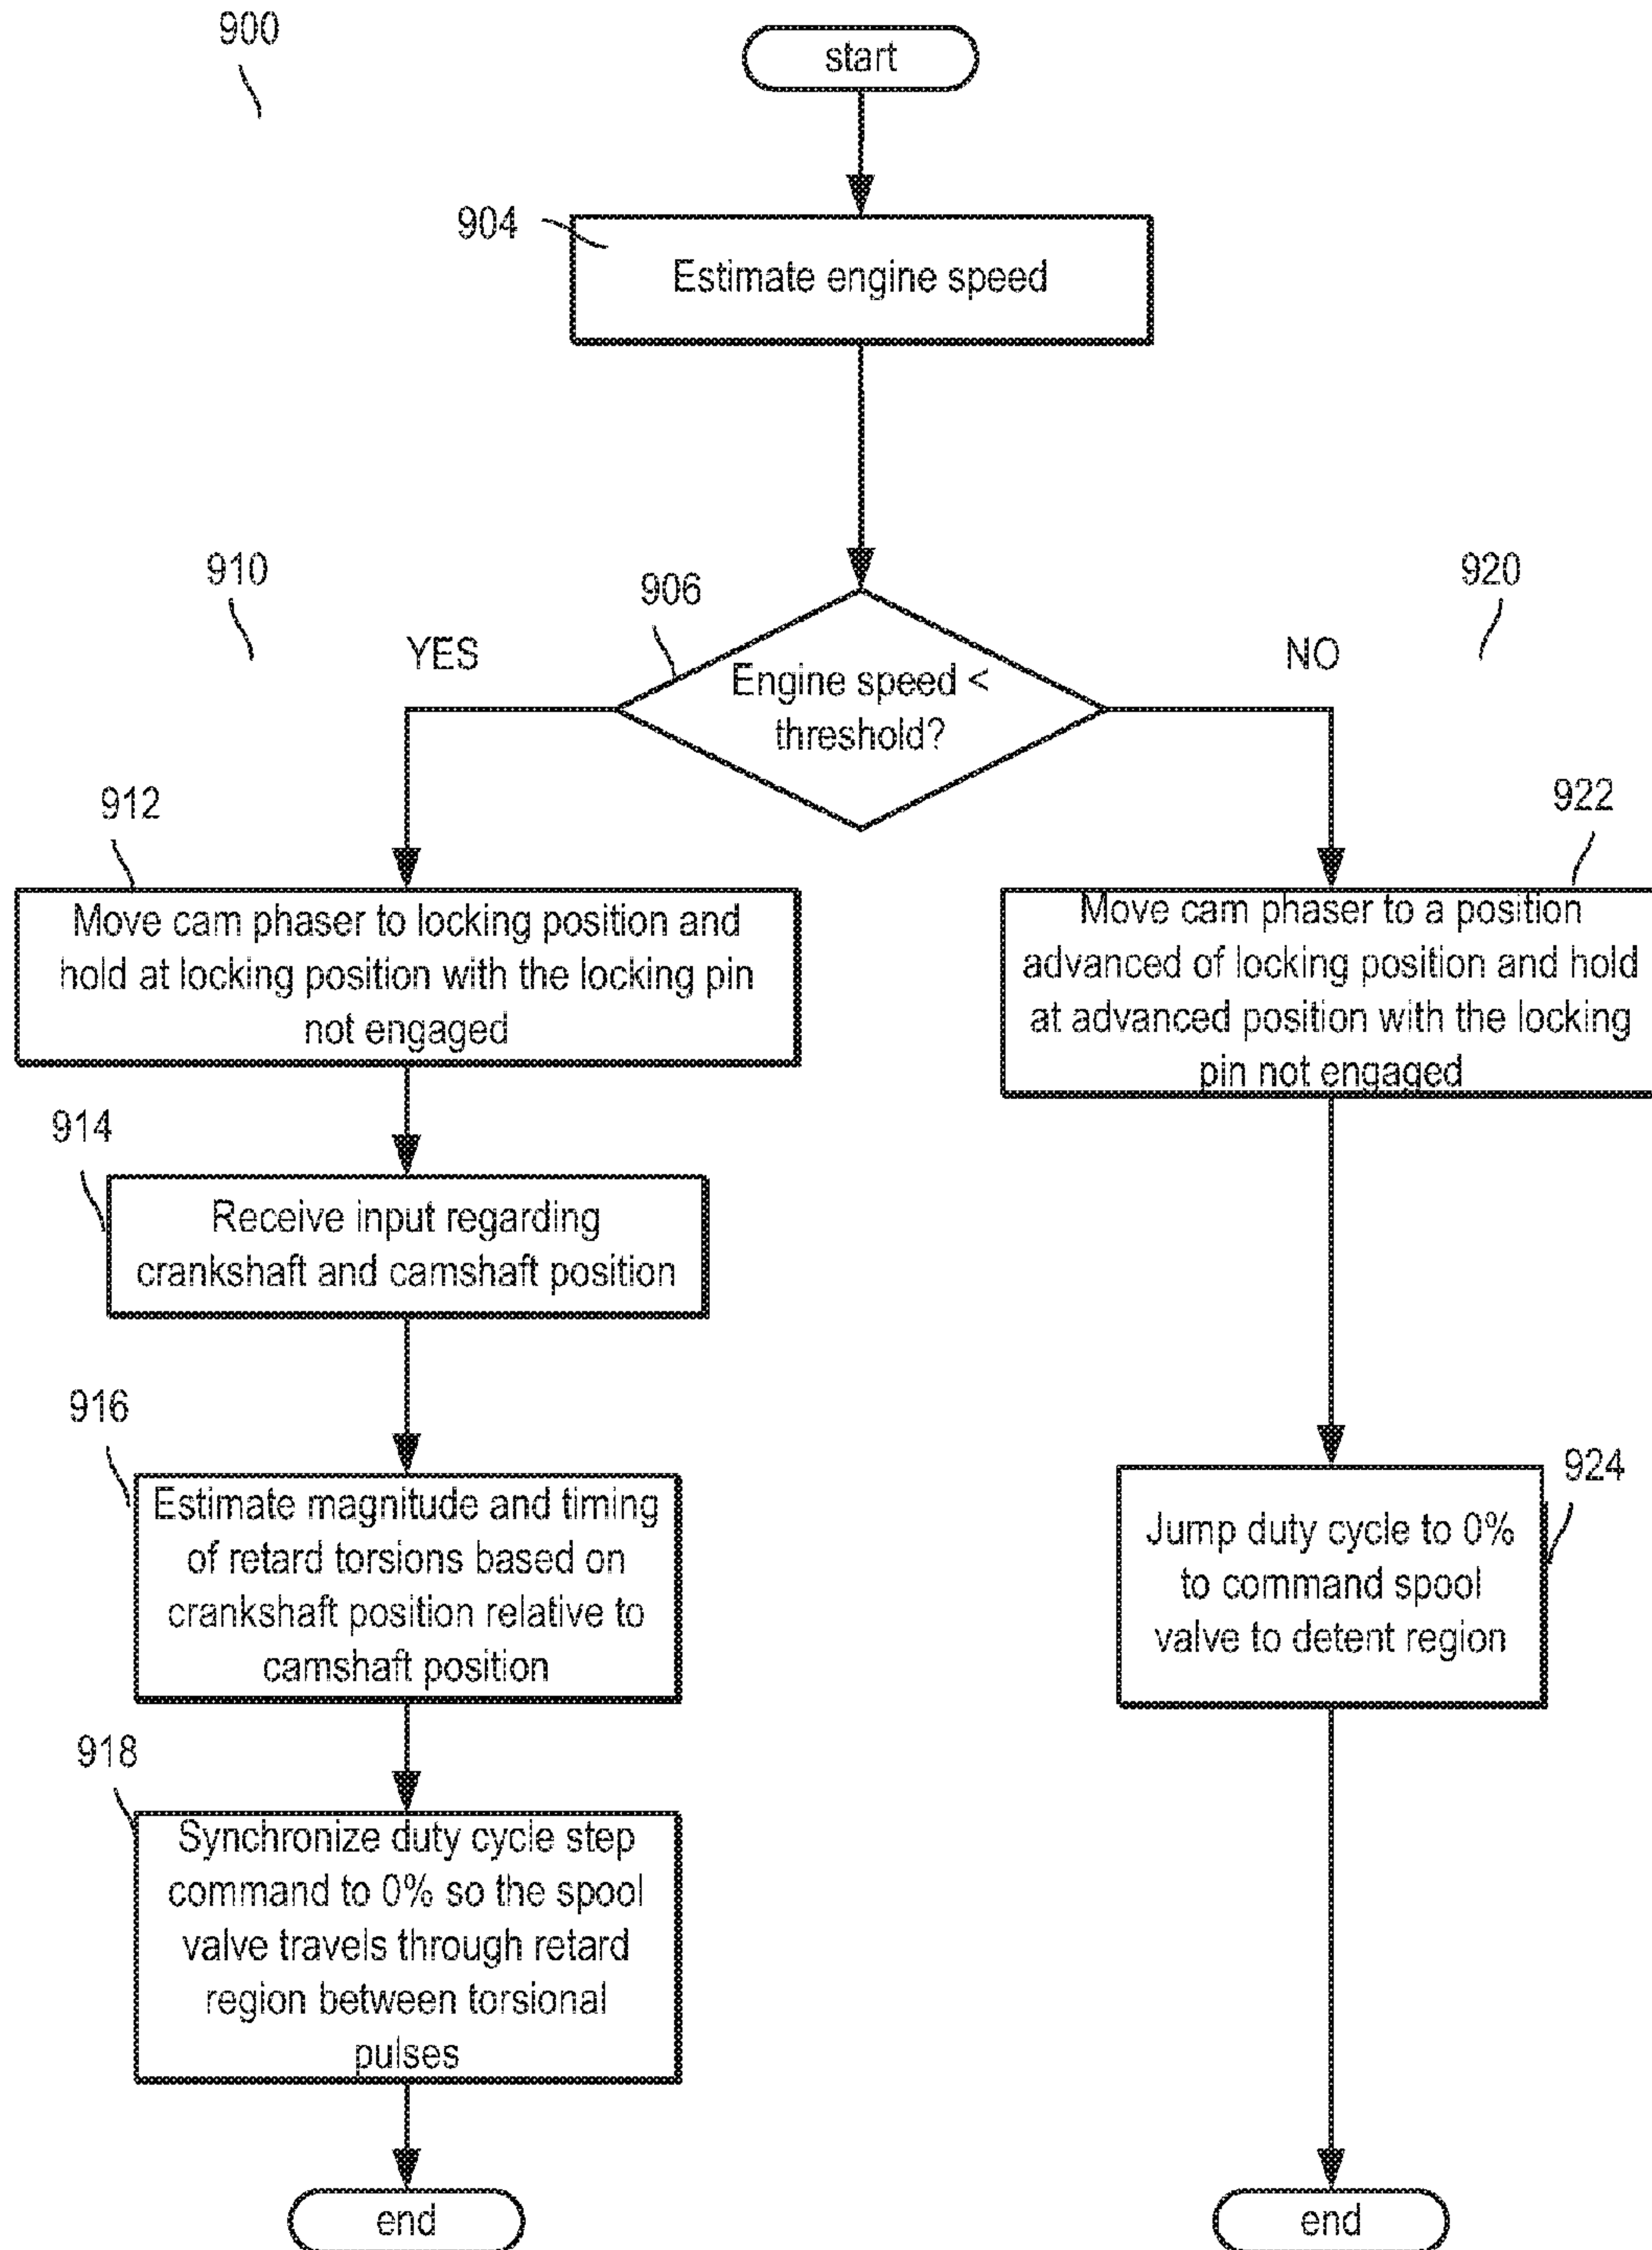 900
start
904
Estimate engine speed
910
906
920
YES
NO
Engine speed <
threshold?
912
922
Move cam phaser to locking position and
hold at locking position with the locking pin
not engaged
Move cam phaser to a position
advanced of locking position and hold
at advanced position with the locking
pin not engaged
914
Receive input regarding
crankshaft and camshaft position
916
Estimate magnitude and timing
of retard torsions based on
crankshaft position relative to
camshaft position
924
Jump duty cycle to 0%
to command spool
valve to detent region
918
Synchronize duty cycle step
command to 0% so the spool
valve travels through retard
region between torsional
pulses
end
end